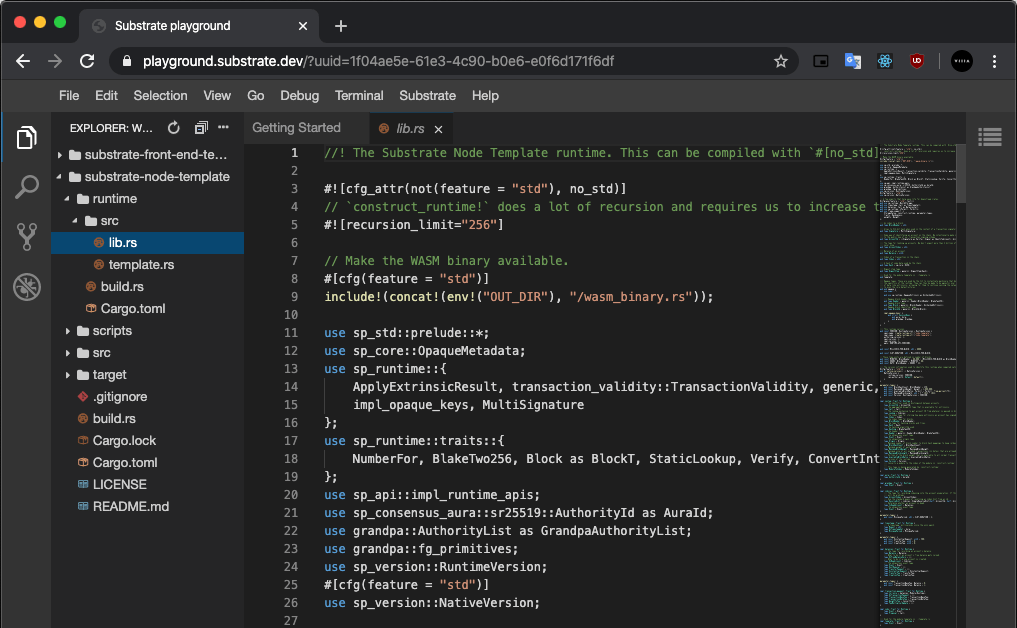 Substrate playground
playground.substrate.dev/?uuid=1f04ae5e-61e3-4c90-b0e6-e0f6d171f6df
File Edit Selection View Go Debug Terminal Substrate Help
EXPLORER: W...
Getting Started
lib.rs
substrate-front-end-te...
substrate-node-template
runtime
src
lib.rs
template.rs
build.rs
Cargo.toml
scripts
src
target
.gitignore
build.rs
Cargo.lock
Cargo.toml
LICENSE
README.md
1 //! The Substrate Node Template runtime. This can be compiled with `#[no_std]
2
3 #![cfg_attr(not(feature = "std"), no_std)]
4 // `construct_runtime!` does a lot of recursion and requires us to increase t
5 #![recursion_limit="256"]
6
7 // Make the WASM binary available.
8 #[cfg(feature = "std")]
9 include!(concat!(env!("OUT_DIR"), "/wasm_binary.rs"));
10
11 use sp_std::prelude::*;
12 use sp_core::OpaqueMetadata;
13 use sp_runtime::{
14 ApplyExtrinsicResult, transaction_validity::TransactionValidity, generic,
15 impl_opaque_keys, MultiSignature
16 };
17 use sp_runtime::traits::{
18 NumberFor, BlakeTwo256, Block as BlockT, StaticLookup, Verify, ConvertInt
19 };
20 use sp_api::impl_runtime_apis;
21 use sp_consensus_aura::sr25519::AuthorityId as AuraId;
22 use grandpa::AuthorityList as GrandpaAuthorityList;
23 use grandpa::fg_primitives;
24 use sp_version::RuntimeVersion;
25 #[cfg(feature = "std")]
26 use sp_version::NativeVersion;
27